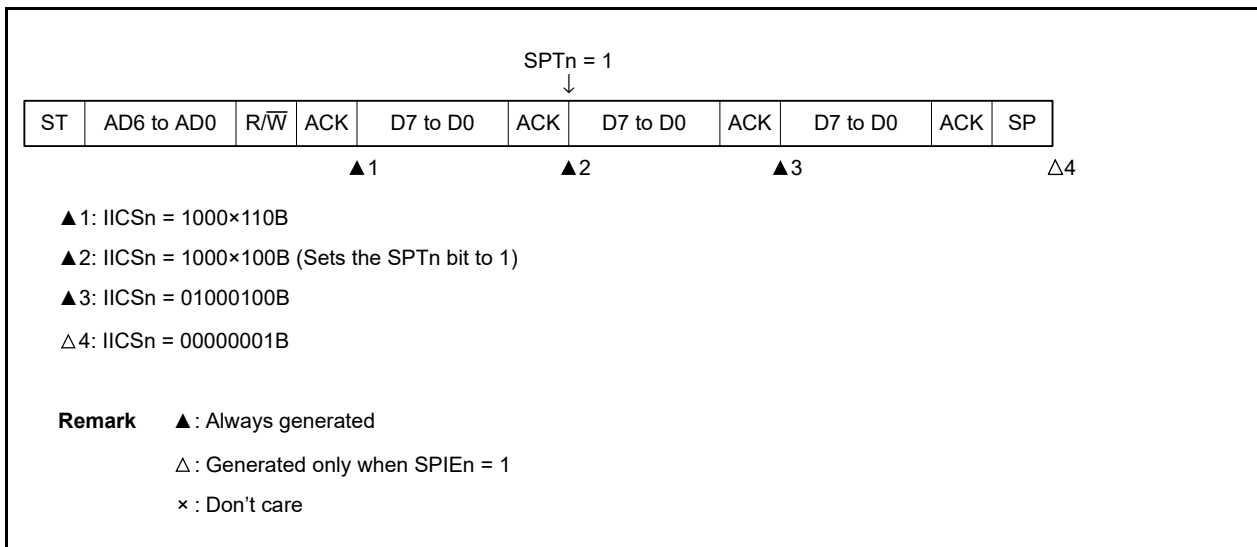 SPTn = 1
↓
ST AD6 to AD0 R/W̅ ACK D7 to D0 ACK D7 to D0 ACK D7 to D0 ACK SP
▲1 ▲2 ▲3 △4
▲1: IICSn = 1000×110B
▲2: IICSn = 1000×100B (Sets the SPTn bit to 1)
▲3: IICSn = 01000100B
△4: IICSn = 00000001B
Remark ▲: Always generated
△: Generated only when SPIEn = 1
× : Don't care